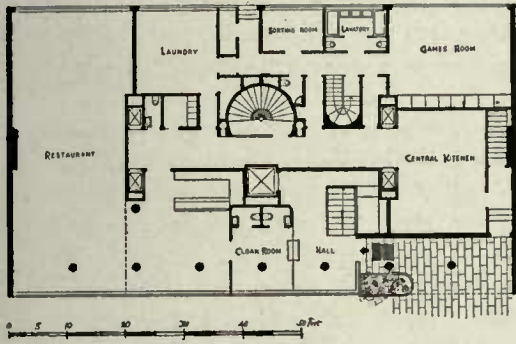 SORTING ROOM
LAVATORY
LAUNDRY
GAMES ROOM
RESTAURANT
CENTRAL KITCHEN
CLOAK ROOM
HALL
0 5 10 20 30 40 50 Feet